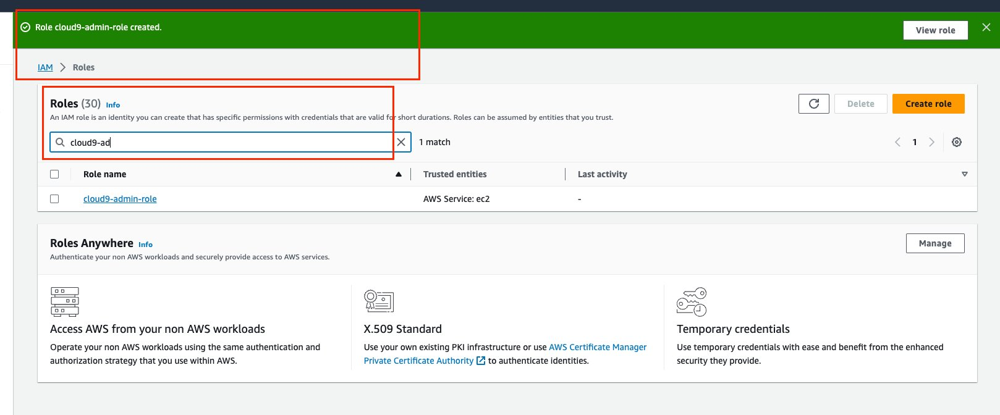 Role cloud9-admin-role created.
View role
IAM > Roles
Roles (30) Info
An IAM role is an identity you can create that has specific permissions with credentials that are valid for short durations. Roles can be assumed by entities that you trust.
Delete
Create role
cloud9-ad
1 match
1
Role name
Trusted entities
Last activity
cloud9-admin-role
AWS Service: ec2
-
Roles Anywhere Info
Authenticate your non AWS workloads and securely provide access to AWS services.
Manage
Access AWS from your non AWS workloads
Operate your non AWS workloads using the same authentication and
authorization strategy that you use within AWS.
X.509 Standard
Use your own existing PKI infrastructure or use AWS Certificate Manager
Private Certificate Authority to authenticate identities.
Temporary credentials
Use temporary credentials with ease and benefit from the enhanced
security they provide.